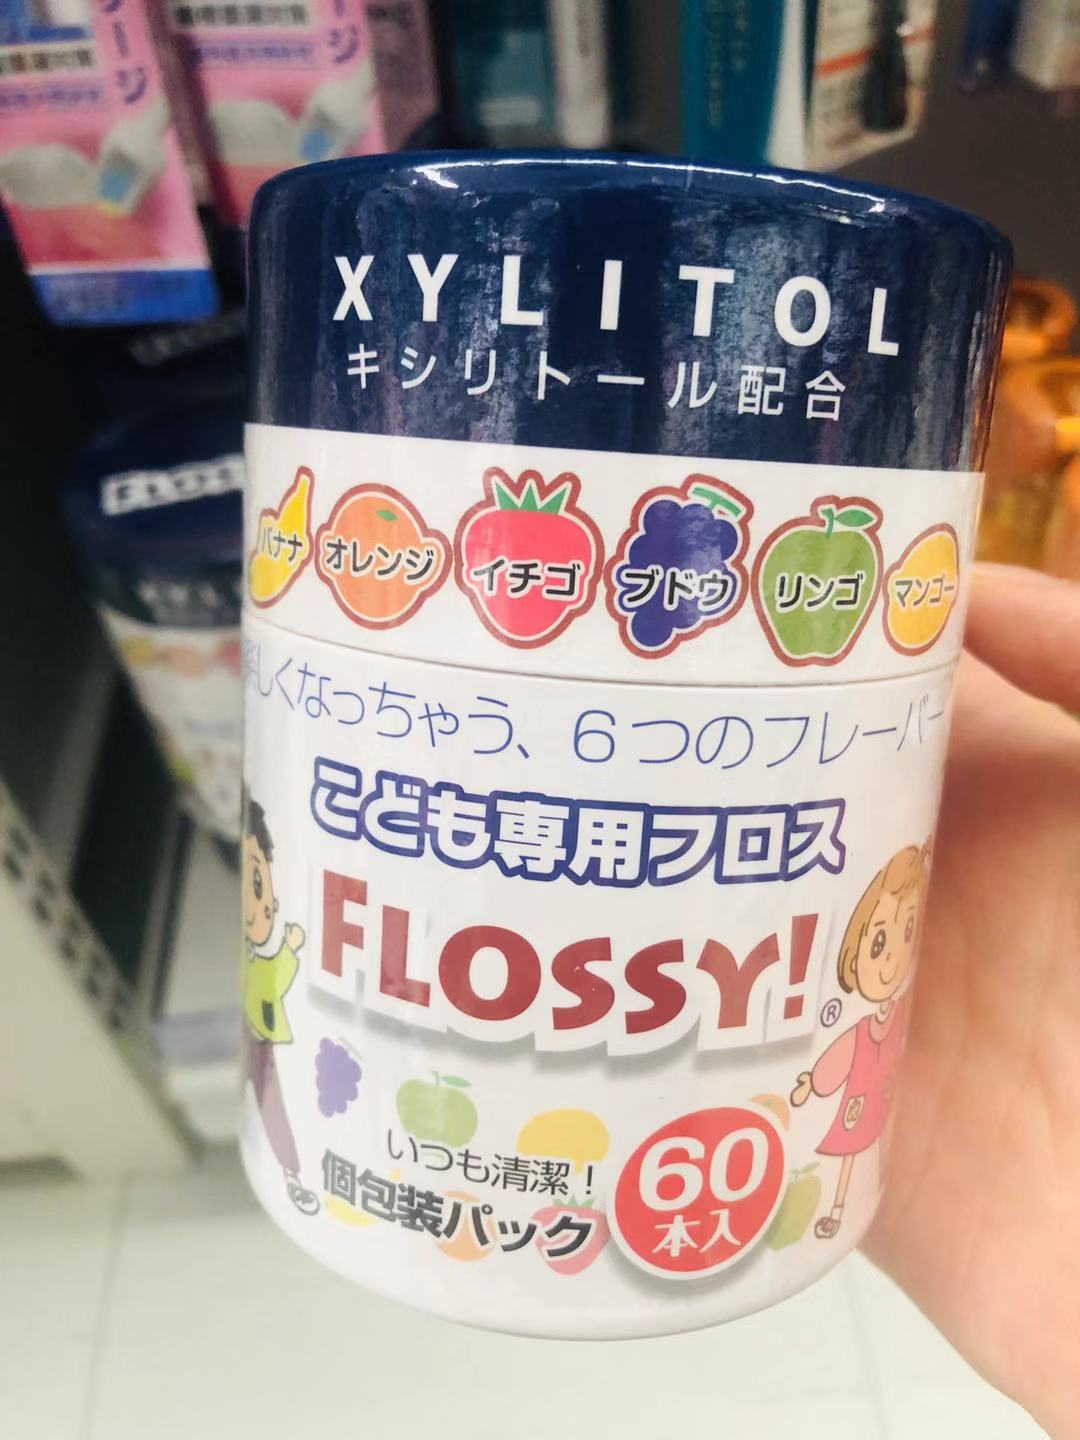 XYLITOL
キシリトール配合
バナナ
オレンジ
イチゴ
ブドウ
リンゴ
マンゴー
楽しくなっちゃう、6つのフレーバー
こども専用フロス
FLOSSY!
®
いつも清潔!
個包装パック
60
本入